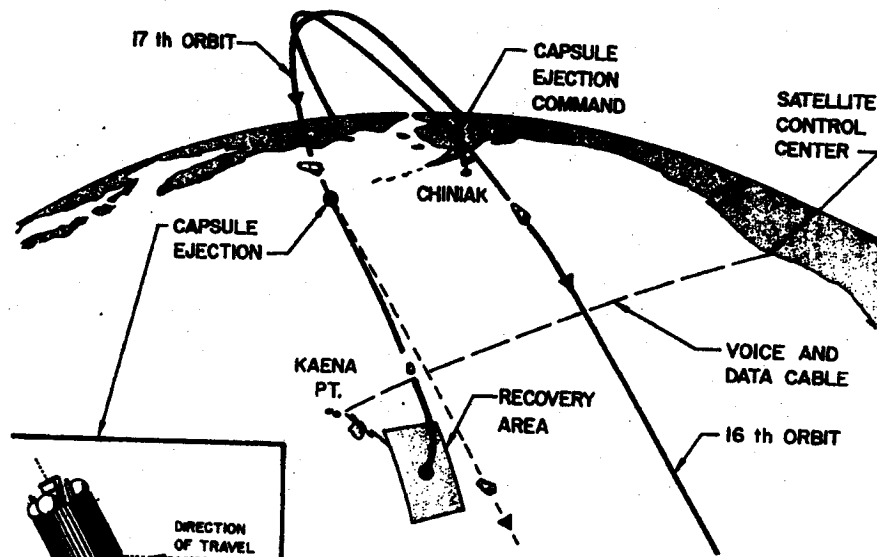 17 th ORBIT
CAPSULE
EJECTION
COMMAND
SATELLITE
CONTROL
CENTER
CHINIAK
CAPSULE
EJECTION
VOICE AND
DATA CABLE
KAENA
PT.
RECOVERY
AREA
16 th ORBIT
DIRECTION
OF TRAVEL